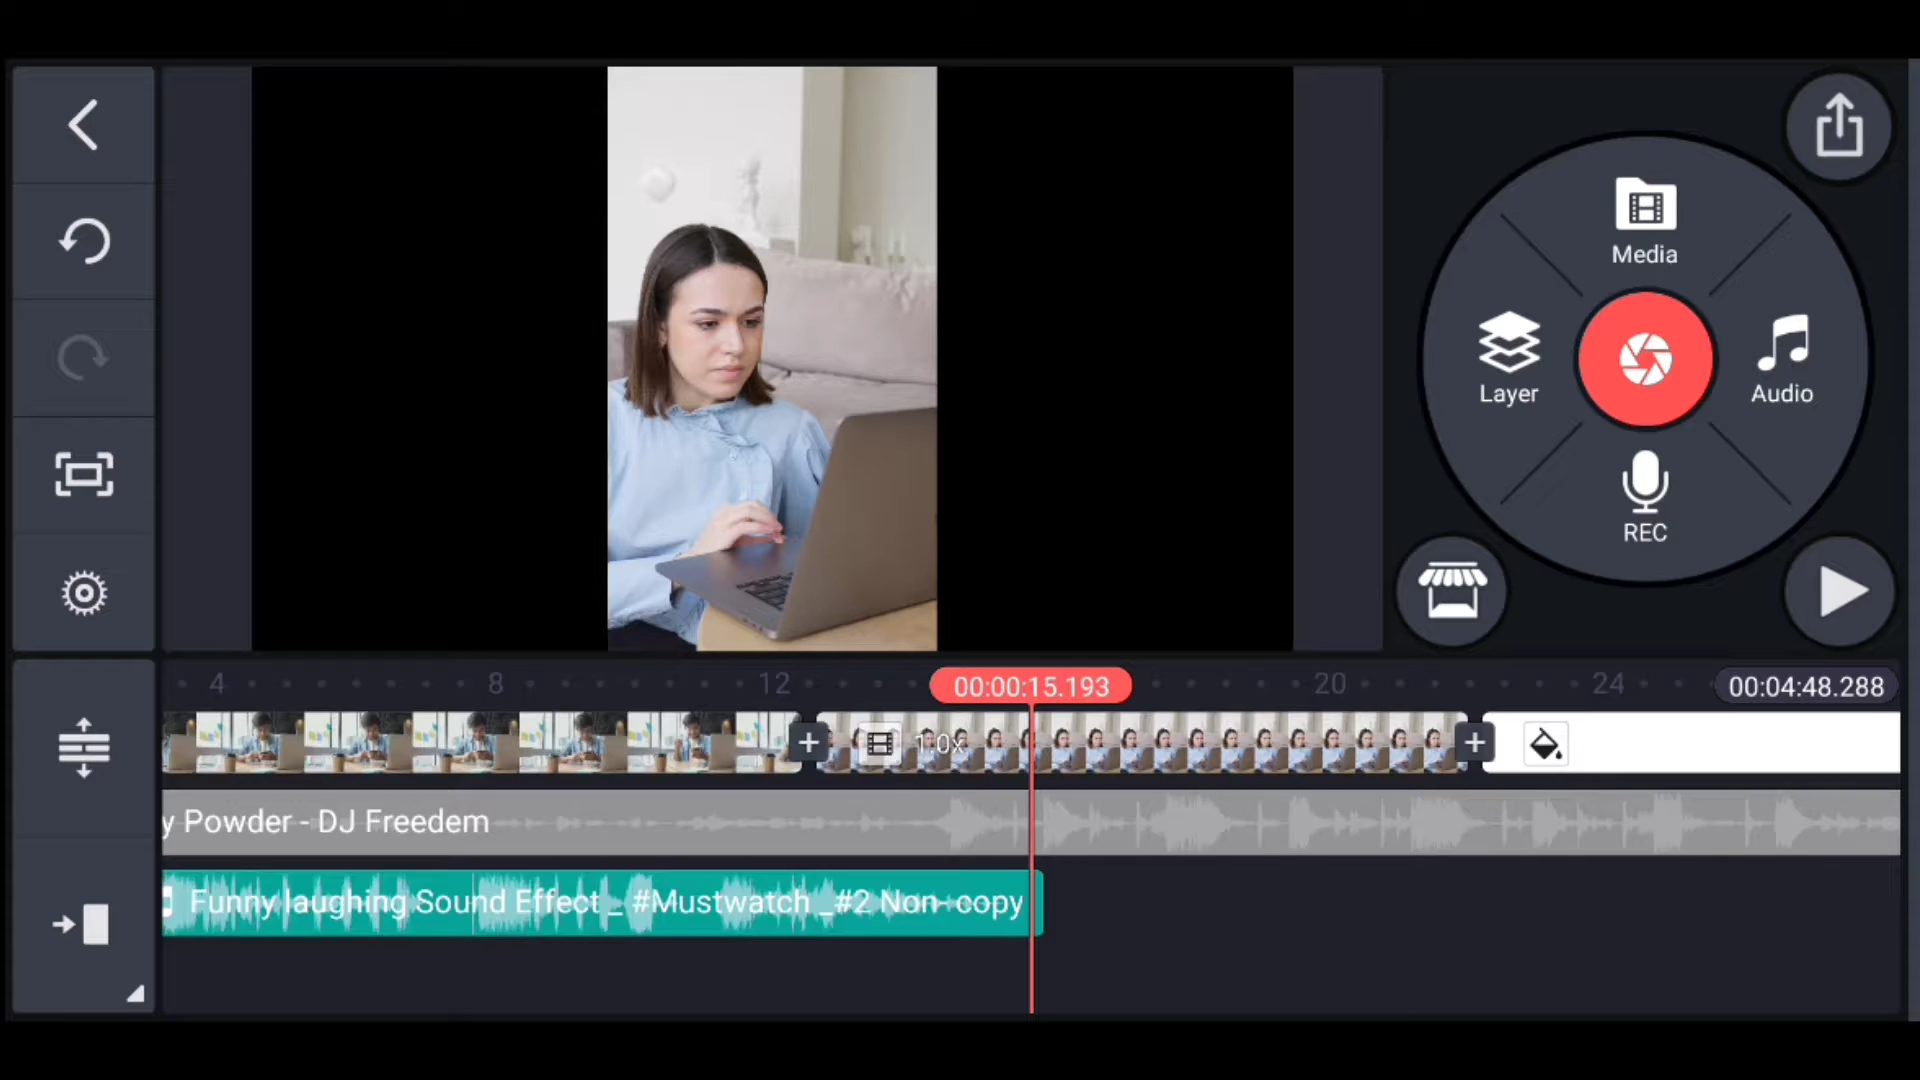 Media
Layer
Audio
REC
4
8
12
00:00:15.193
20
24
00:04:48.288
1.0x
y Powder - DJ Freedem
Funny laughing Sound Effect _ #Mustwatch _#2 Non- copy